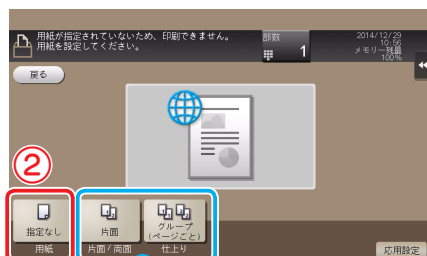 用紙が指定されていないため、印刷できません。
用紙を設定してください。
部数
1
2014/12/29
10:56
メモリー残量
100%
戻る
②
指定なし
用紙
片面
片面/両面
グループ
(ページごと)
仕上り
応用設定